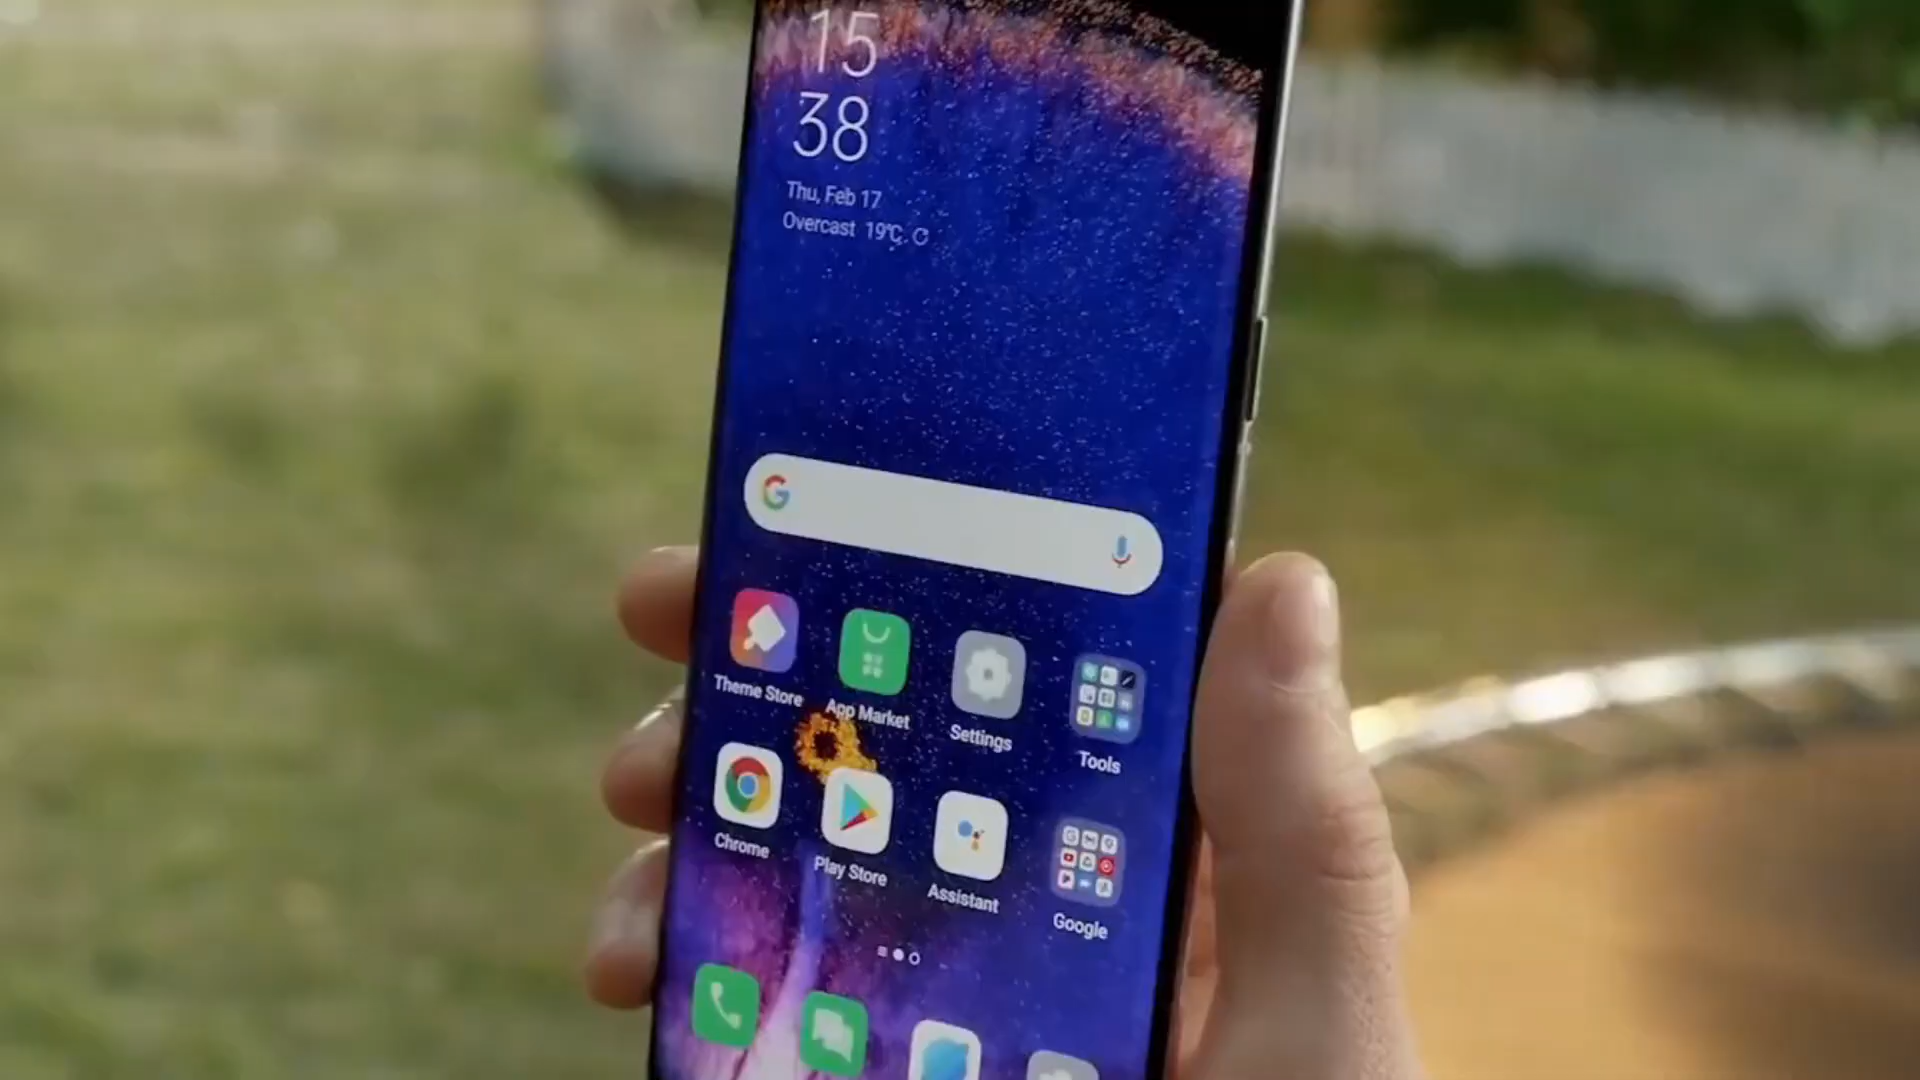 15
38
Thu, Feb 17
Overcast 19℃
Theme Store
App Market
Settings
Tools
Chrome
Play Store
Assistant
Google